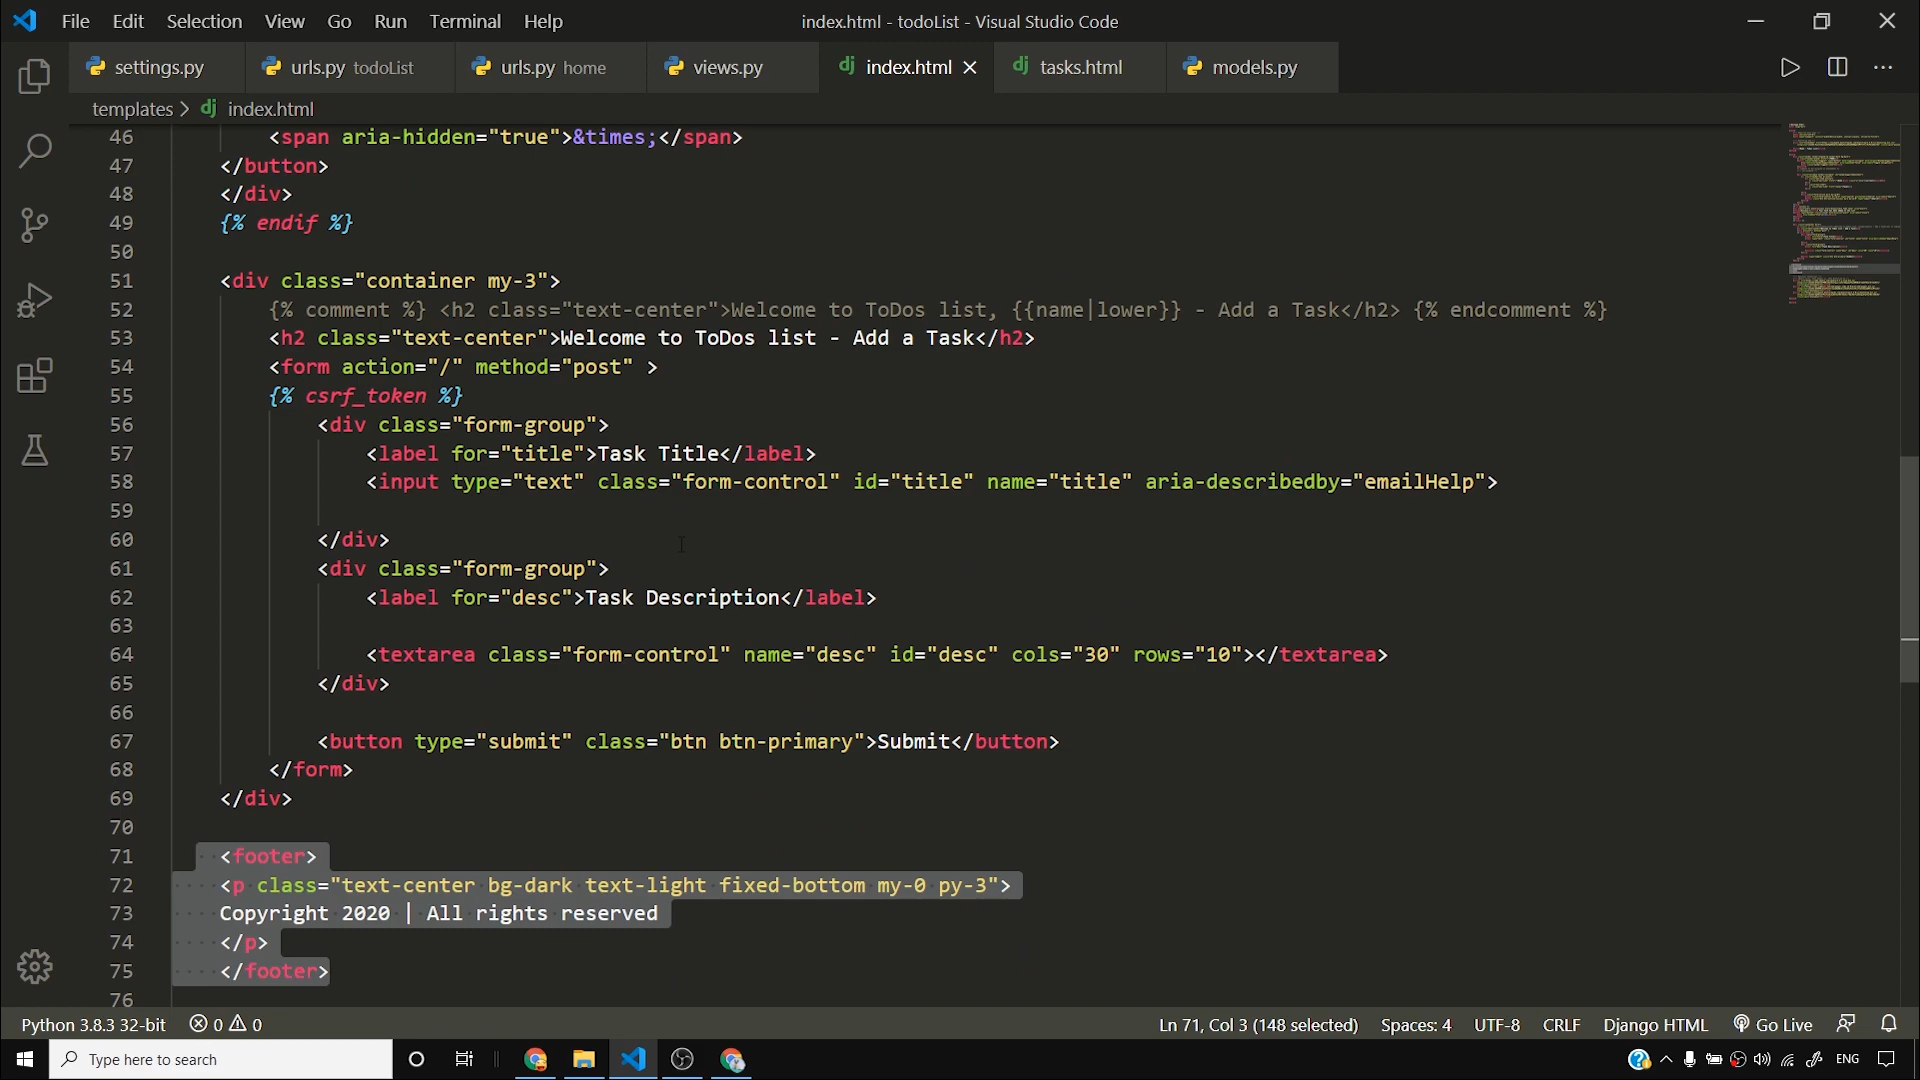 File Edit Selection View Go Run Terminal Help index.html - todoList - Visual Studio Code
settings.py urls.py todoList urls.py home views.py index.html tasks.html models.py
templates > index.html
46 <span aria-hidden="true">&times;</span>
47 </button>
48 </div>
49 {% endif %}
50
51 <div class="container my-3">
52 {% comment %} <h2 class="text-center">Welcome to ToDos list, {{name|lower}} - Add a Task</h2> {% endcomment %}
53 <h2 class="text-center">Welcome to ToDos list - Add a Task</h2>
54 <form action="/" method="post" >
55 {% csrf_token %}
56 <div class="form-group">
57 <label for="title">Task Title</label>
58 <input type="text" class="form-control" id="title" name="title" aria-describedby="emailHelp">
59
60 </div>
61 <div class="form-group">
62 <label for="desc">Task Description</label>
63
64 <textarea class="form-control" name="desc" id="desc" cols="30" rows="10"></textarea>
65 </div>
66
67 <button type="submit" class="btn btn-primary">Submit</button>
68 </form>
69 </div>
70
71 <footer>
72 <p class="text-center bg-dark text-light fixed-bottom my-0 py-3">
73 Copyright 2020 | All rights reserved
74 </p>
75 </footer>
76
Python 3.8.3 32-bit 0 0 Ln 71, Col 3 (148 selected) Spaces: 4 UTF-8 CRLF Django HTML Go Live
Type here to search ENG